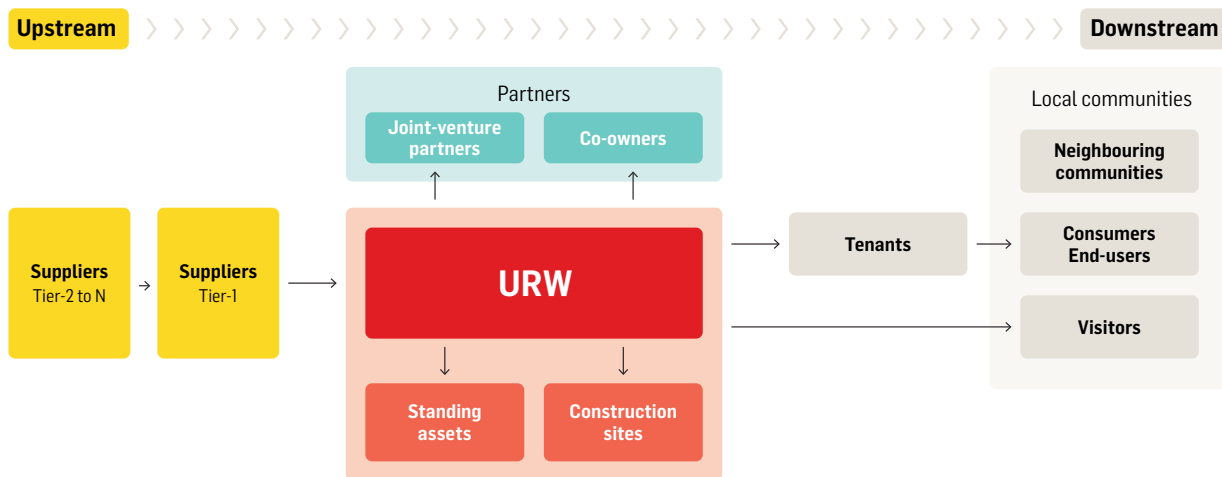 Upstream
Downstream
Partners
Joint-venture
partners
Co-owners
Local communities
Neighbouring
communities
Suppliers
Tier-2 to N
Suppliers
Tier-1
URW
Tenants
Consumers
End-users
Visitors
Standing
assets
Construction
sites